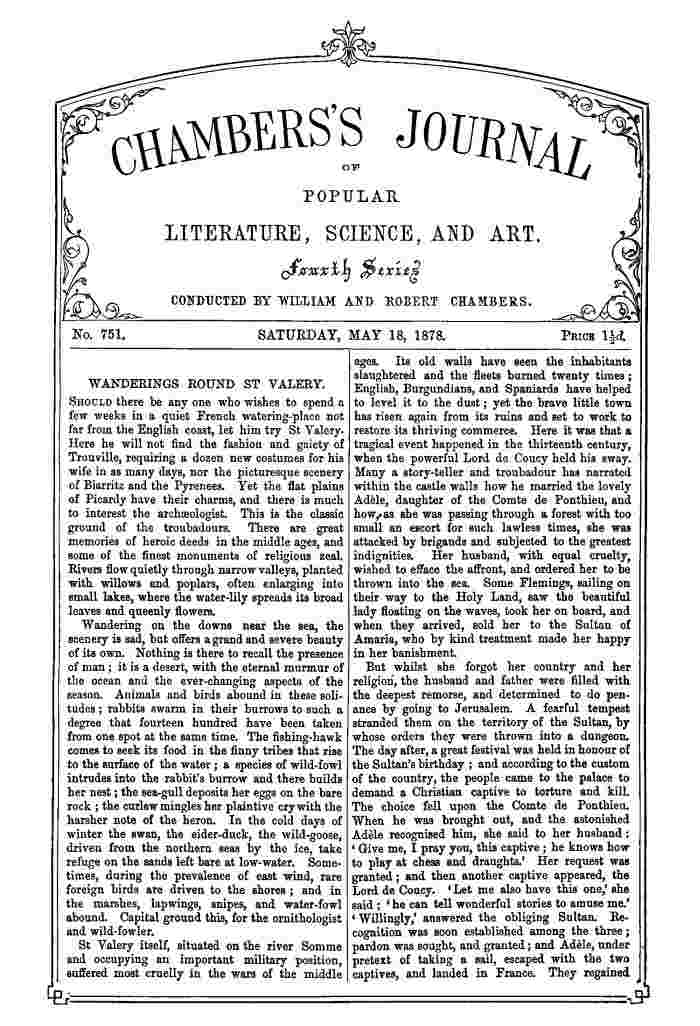 CHAMBERS'S JOURNAL
OF
POPULAR
LITERATURE, SCIENCE, AND ART.
Fourth Series
CONDUCTED BY WILLIAM AND ROBERT CHAMBERS.
No. 751.
SATURDAY, MAY 18, 1878.
PRICE 1½d.
WANDERINGS ROUND ST VALERY.
SHOULD there be any one who wishes to spend a
few weeks in a quiet French watering-place not
far from the English coast, let him try St Valery.
Here he will not find the fashion and gaiety of
Trouville, requiring a dozen new costumes for his
wife in as many days, nor the picturesque scenery
of Biarritz and the Pyrenees. Yet the flat plains
of Picardy have their charms, and there is much
to interest the archæologist. This is the classic
ground of the troubadours. There are great
memories of heroic deeds in the middle ages, and
some of the finest monuments of religious zeal.
Rivers flow quietly through narrow valleys, planted
with willows and poplars, often enlarging into
small lakes, where the water-lily spreads its broad
leaves and queenly flowers.
Wandering on the downs near the sea, the
scenery is sad, but offers a grand and severe beauty
of its own. Nothing is there to recall the presence
of man; it is a desert, with the eternal murmur of
the ocean and the ever-changing aspects of the
season. Animals and birds abound in these soli-
tudes; rabbits swarm in their burrows to such a
degree that fourteen hundred have been taken
from one spot at the same time. The fishing-hawk
comes to seek its food in the finny tribes that rise
to the surface of the water; a species of wild-fowl
intrudes into the rabbit's burrow and there builds
her nest; the sea-gull deposits her eggs on the bare
rock; the curlew mingles her plaintive cry with the
harsher note of the heron. In the cold days of
winter the swan, the eider-duck, the wild-goose,
driven from the northern seas by the ice, take
refuge on the sands left bare at low-water. Some-
times, during the prevalence of east wind, rare
foreign birds are driven to the shores; and in
the marshes, lapwings, snipes, and water-fowl
abound. Capital ground this, for the ornithologist
and wild-fowler.
St Valery itself, situated on the river Somme
and occupying an important military position,
suffered most cruelly in the wars of the middle
ages. Its old walls have seen the inhabitants
slaughtered and the fleets burned twenty times;
English, Burgundians, and Spaniards have helped
to level it to the dust; yet the brave little town
has risen again from its ruins and set to work to
restore its thriving commerce. Here it was that a
tragical event happened in the thirteenth century,
when the powerful Lord de Coucy held his sway.
Many a story-teller and troubadour has narrated
within the castle walls how he married the lovely
Adèle, daughter of the Comte de Ponthieu, and
how, as she was passing through a forest with too
small an escort for such lawless times, she was
attacked by brigands and subjected to the greatest
indignities. Her husband, with equal cruelty,
wished to efface the affront, and ordered her to be
thrown into the sea. Some Flemings, sailing on
their way to the Holy Land, saw the beautiful
lady floating on the waves, took her on board, and
when they arrived, sold her to the Sultan of
Amaria, who by kind treatment made her happy
in her banishment.
But whilst she forgot her country and her
religion, the husband and father were filled with
the deepest remorse, and determined to do pen-
ance by going to Jerusalem. A fearful tempest
stranded them on the territory of the Sultan, by
whose orders they were thrown into a dungeon.
The day after, a great festival was held in honour of
the Sultan's birthday; and according to the custom
of the country, the people came to the palace to
demand a Christian captive to torture and kill.
The choice fell upon the Comte de Ponthieu.
When he was brought out, and the astonished
Adèle recognised him, she said to her husband:
'Give me, I pray you, this captive; he knows how
to play at chess and draughts.' Her request was
granted; and then another captive appeared, the
Lord de Coucy. 'Let me also have this one,' she
said; 'he can tell wonderful stories to amuse me.'
'Willingly,' answered the obliging Sultan. Re-
cognition was soon established among the three;
pardon was sought, and granted; and Adèle, under
pretext of taking a sail, escaped with the two
captives, and landed in France. They regained